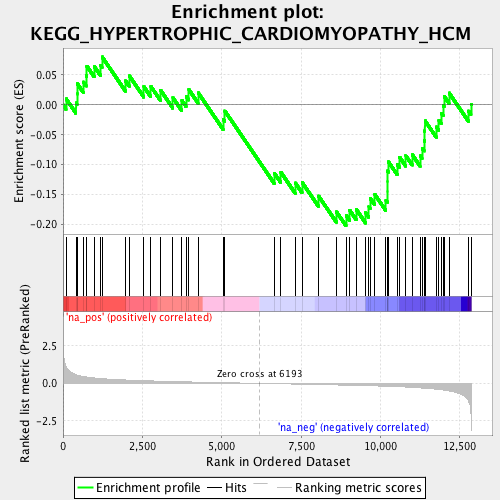 Enrichment plot:
KEGG_HYPERTROPHIC_CARDIOMYOPATHY_HCM
Enrichment score (ES)
0.05
0.00
-0.05
-0.10
-0.15
-0.20
'na_pos' (positively correlated)
Ranked list metric (PreRanked)
2.5
0.0
-2.5
Zero cross at 6193
'na_neg' (negatively correlated)
0
2,500
5,000
7,500
10,000
12,500
Rank in Ordered Dataset
Enrichment profile
Hits
Ranking metric scores